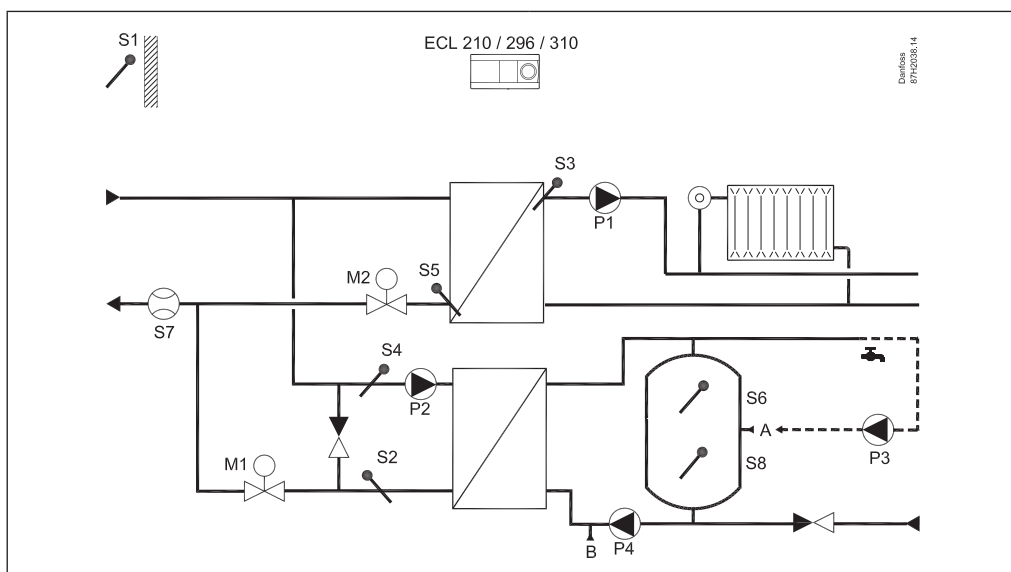 S1
ECL 210 / 296 / 310
Danfoss
87H2038.14
S3
P1
M2
S5
S7
S4
P2
S6
A
P3
M1
S2
S8
B
P4